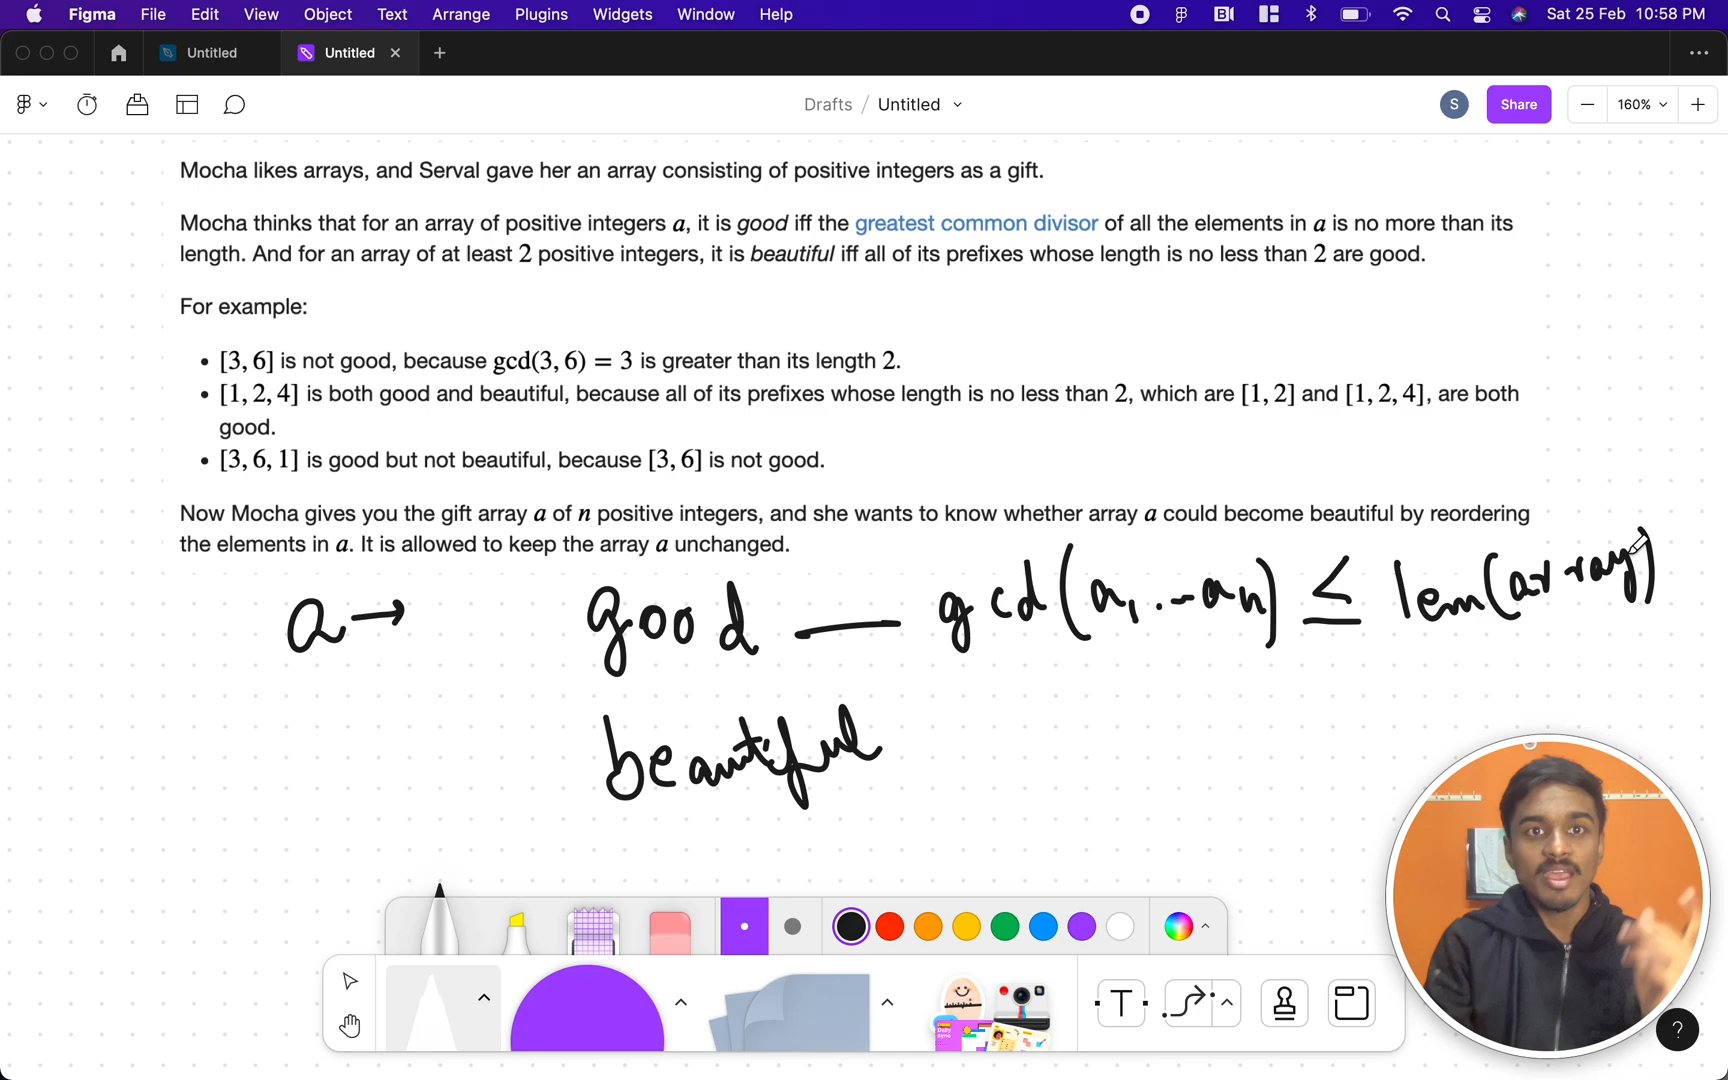 Figma File Edit View Object Text Arrange Plugins Widgets Window Help Sat 25 Feb 10:58 PM
Untitled Untitled
Drafts / Untitled S Share 160%
Mocha likes arrays, and Serval gave her an array consisting of positive integers as a gift.
Mocha thinks that for an array of positive integers a, it is good iff the greatest common divisor of all the elements in a is no more than its
length. And for an array of at least 2 positive integers, it is beautiful iff all of its prefixes whose length is no less than 2 are good.
For example:
• [3, 6] is not good, because gcd(3, 6) = 3 is greater than its length 2.
• [1, 2, 4] is both good and beautiful, because all of its prefixes whose length is no less than 2, which are [1, 2] and [1, 2, 4], are both
good.
• [3, 6, 1] is good but not beautiful, because [3, 6] is not good.
Now Mocha gives you the gift array a of n positive integers, and she wants to know whether array a could become beautiful by reordering
the elements in a. It is allowed to keep the array a unchanged.
a → good — gcd(a1 .. an) ≤ len(array)
beautiful
T
?